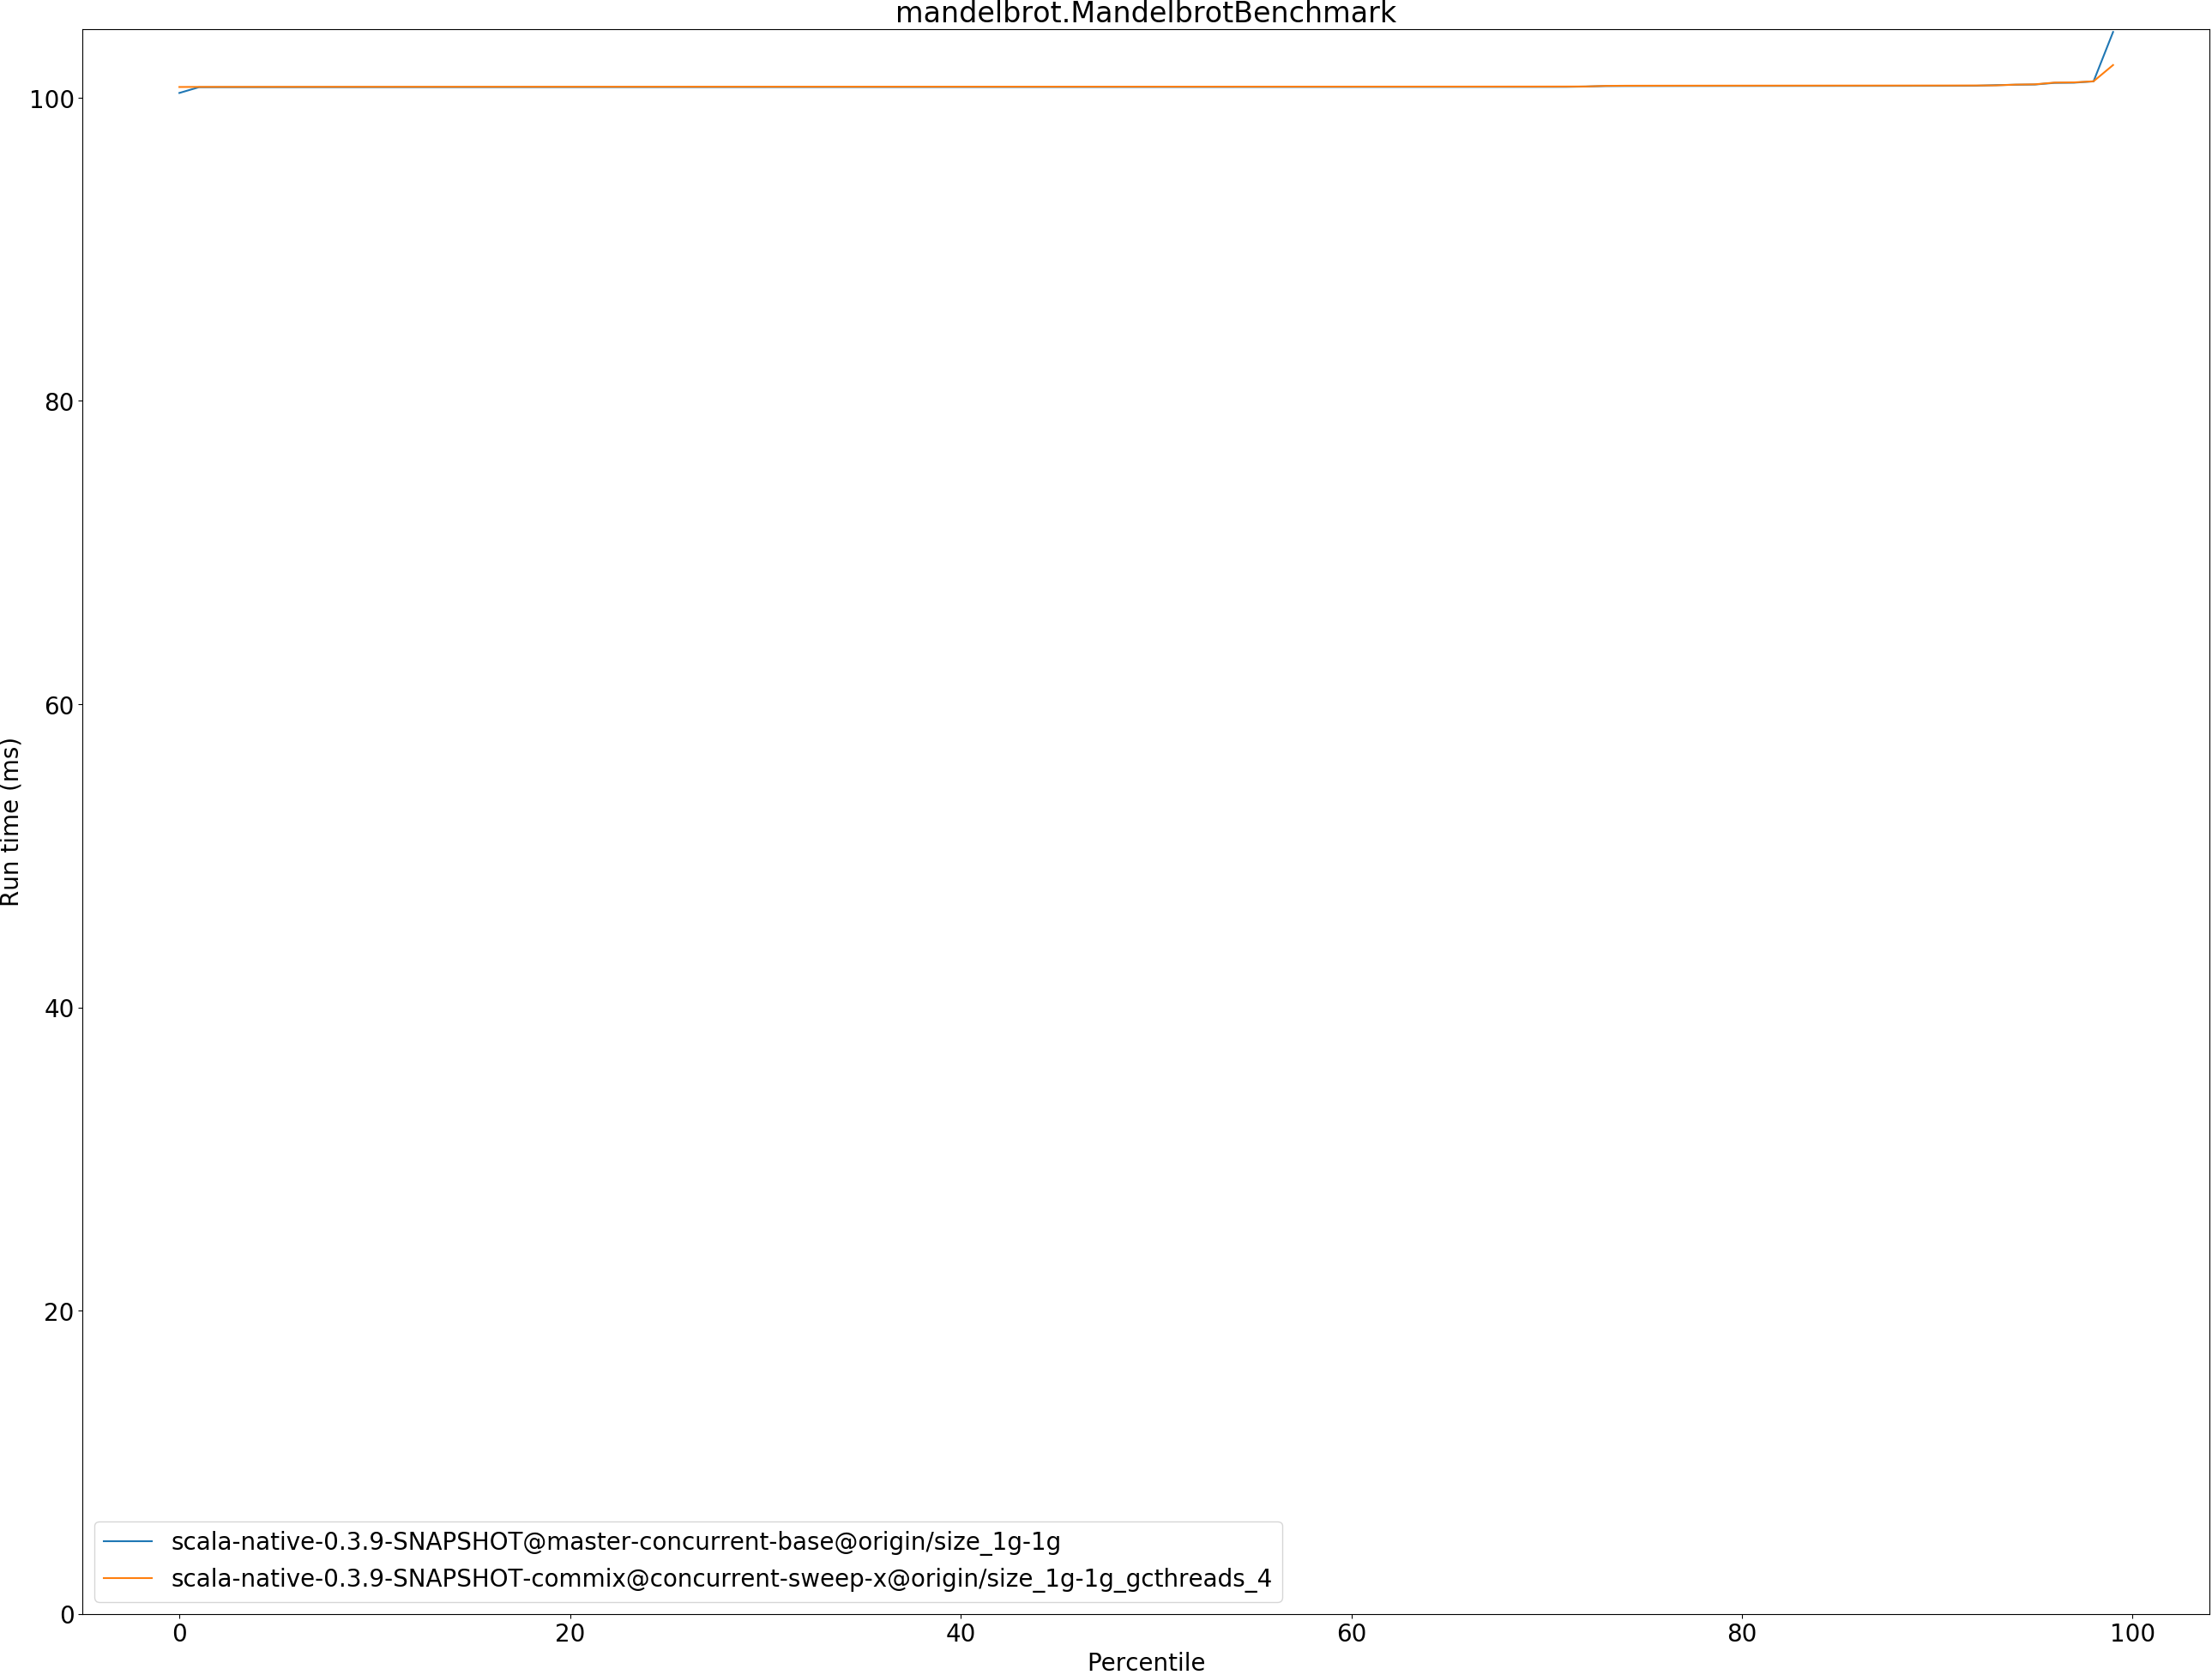 mandelbrot.MandelbrotBenchmark
100
80
60
40
20
0
Run time (ms)
scala-native-0.3.9-SNAPSHOT@master-concurrent-base@origin/size_1g-1g
scala-native-0.3.9-SNAPSHOT-commix@concurrent-sweep-x@origin/size_1g-1g_gcthreads_4
0 20 40 60 80 100
Percentile